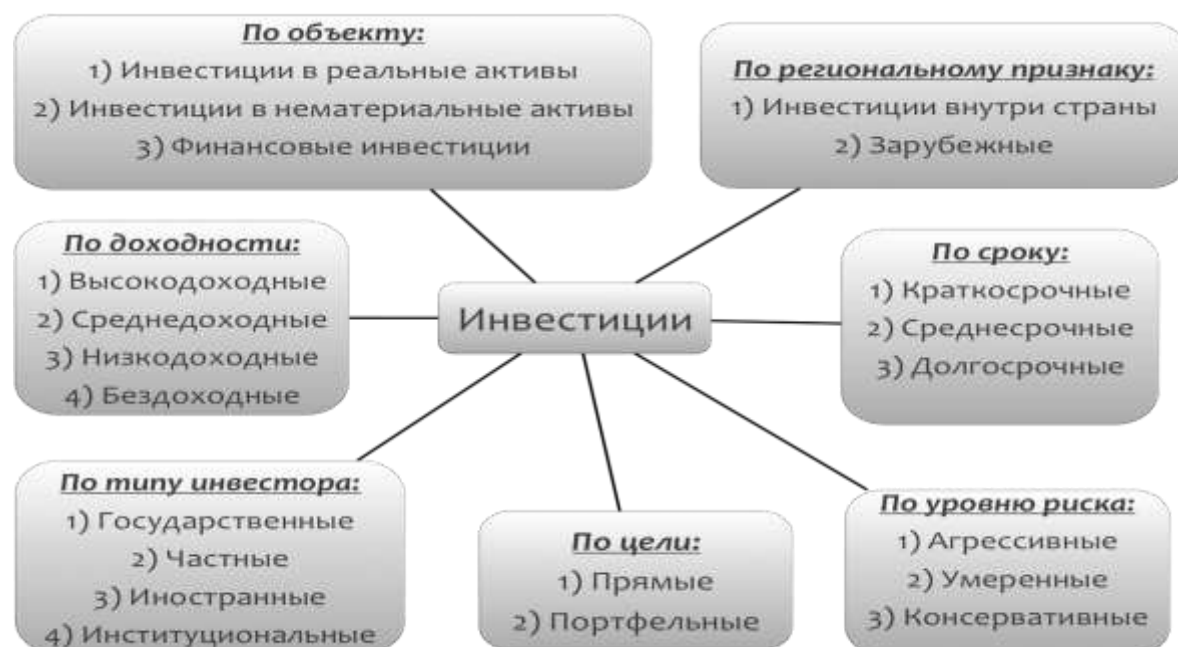 По объекту:
1) Инвестиции в реальные активы
2) Инвестиции в нематериальные активы
3) Финансовые инвестиции
По региональному признаку:
1) Инвестиции внутри страны
2) Зарубежные
По доходности:
1) Высокодоходные
2) Среднедоходные
3) Низкодоходные
4) Бездоходные
Инвестиции
По сроку:
1) Краткосрочные
2) Среднесрочные
3) Долгосрочные
По типу инвестора:
1) Государственные
2) Частные
3) Иностранные
4) Институциональные
По цели:
1) Прямые
2) Портфельные
По уровню риска:
1) Агрессивные
2) Умеренные
3) Консервативные